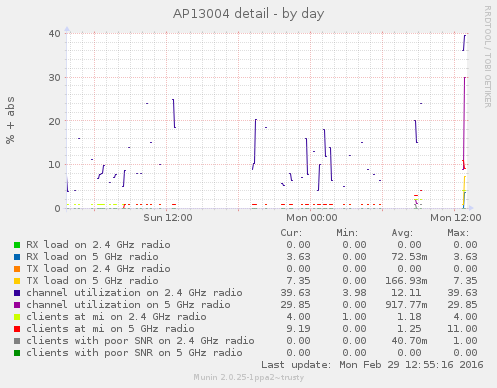 AP13004 detail - by day
RRDTOOL / TOBI OETIKER
% + abs
40
30
20
10
0
Sun 12:00 Mon 00:00 Mon 12:00
Cur: Min: Avg: Max:
RX load on 2.4 GHz radio 0.00 0.00 0.00 0.00
RX load on 5 GHz radio 3.63 0.00 72.53m 3.63
TX load on 2.4 GHz radio 0.00 0.00 0.00 0.00
TX load on 5 GHz radio 7.35 0.00 166.93m 7.35
channel utilization on 2.4 GHz radio 39.63 3.98 12.11 39.63
channel utilization on 5 GHz radio 29.85 0.00 917.77m 29.85
clients at mi on 2.4 GHz radio 4.00 1.00 1.18 4.00
clients at mi on 5 GHz radio 9.19 0.00 1.25 11.00
clients with poor SNR on 2.4 GHz radio 0.00 0.00 40.70m 1.00
clients with poor SNR on 5 GHz radio 0.00 0.00 0.00 0.00
Last update: Mon Feb 29 12:55:16 2016
Munin 2.0.25-1ppa2~trusty